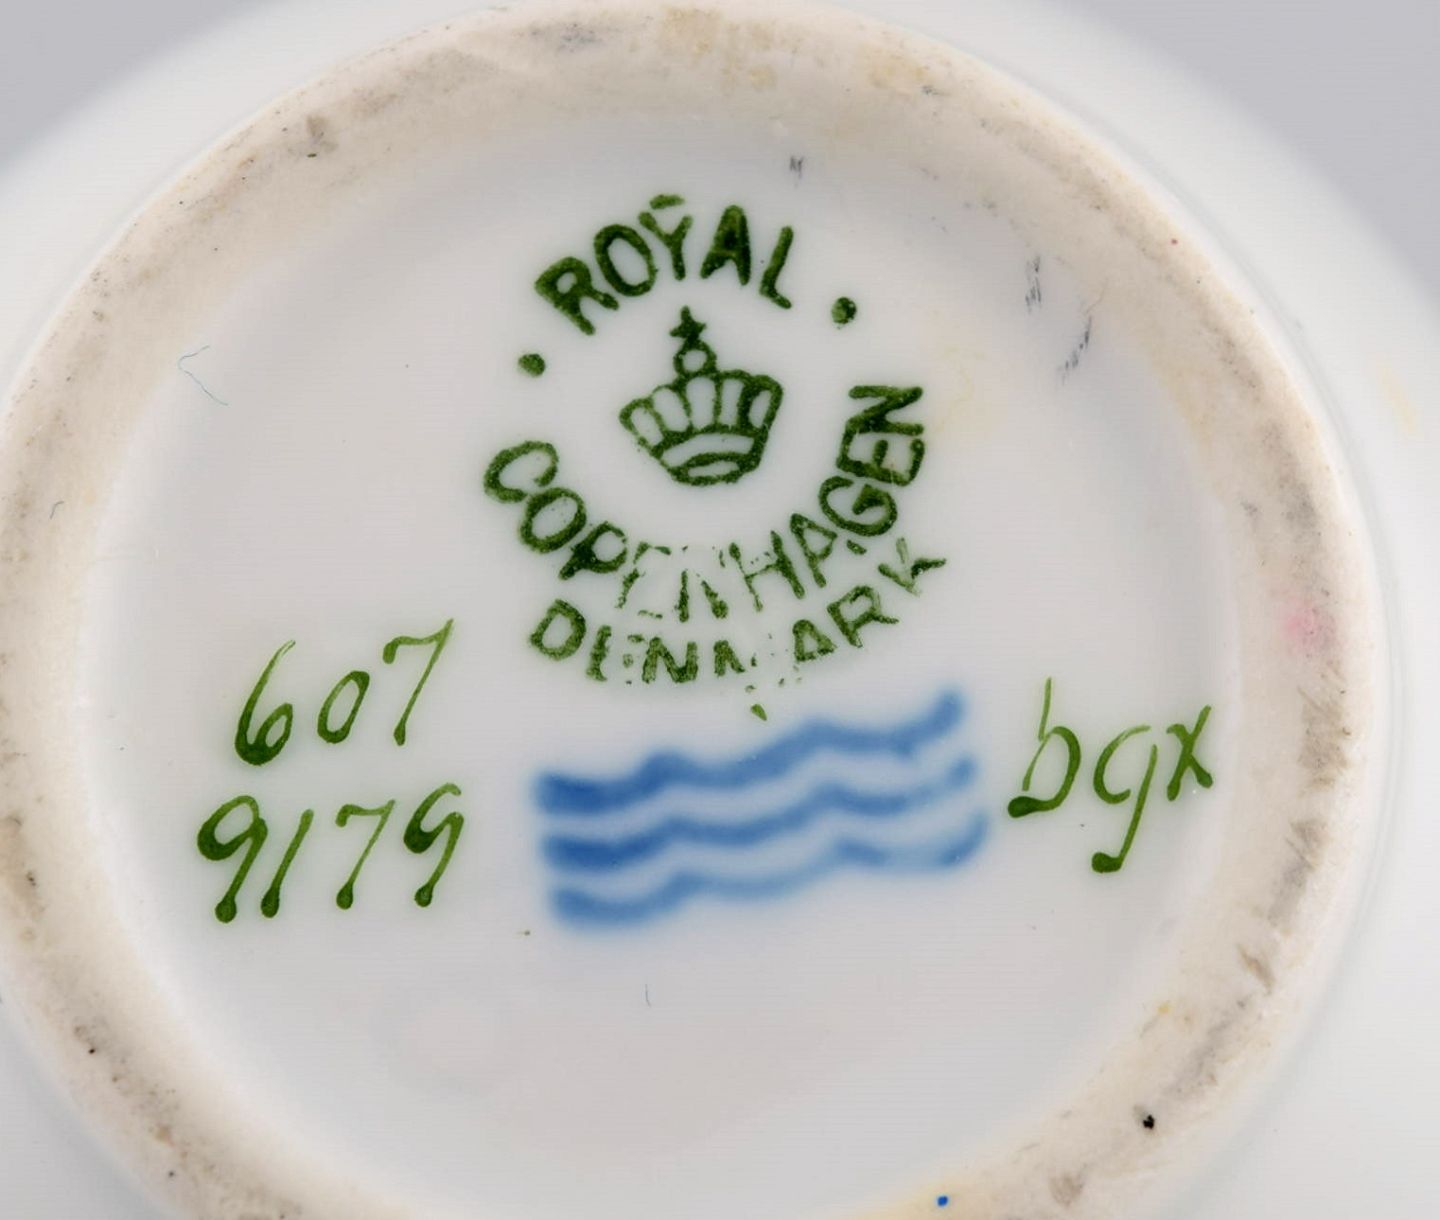 · ROYAL ·
COPENHAGEN
DENMARK
607
9179
bgx